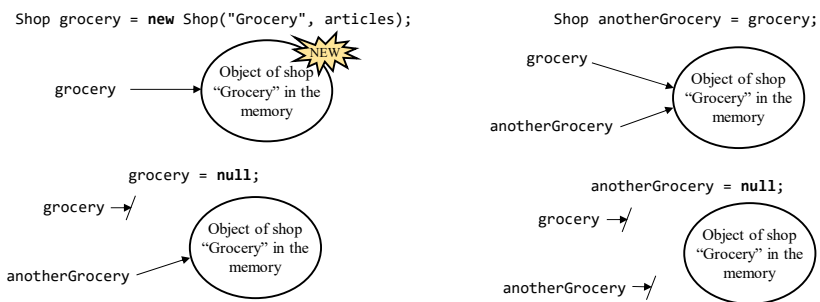 Shop grocery = new Shop("Grocery", articles);
NEW
Object of shop
“Grocery” in the
memory
grocery
Shop anotherGrocery = grocery;
grocery
Object of shop
“Grocery” in the
memory
anotherGrocery
grocery = null;
grocery
Object of shop
“Grocery” in the
memory
anotherGrocery
anotherGrocery = null;
grocery
Object of shop
“Grocery” in the
memory
anotherGrocery